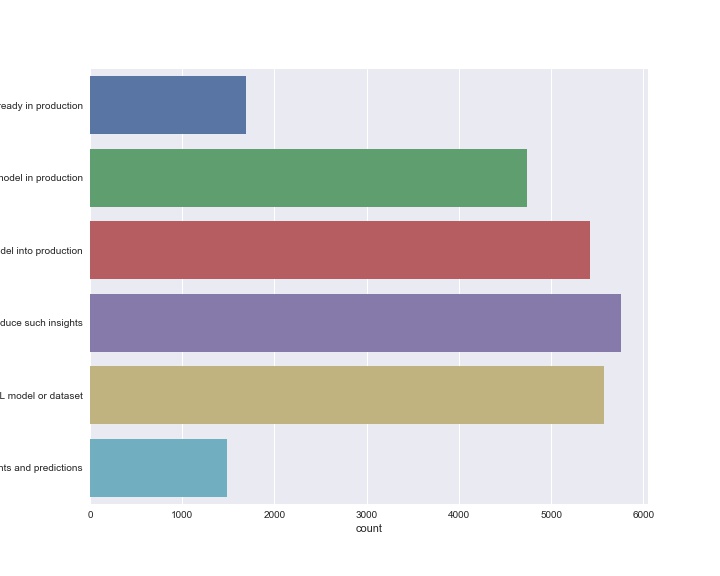 ready in production
model in production
del into production
duce such insights
L model or dataset
nts and predictions
0 1000 2000 3000 4000 5000 6000
count